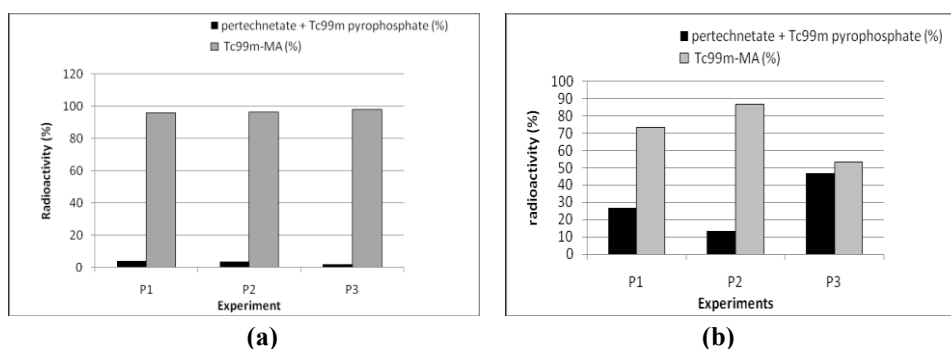 pertechnetate + Tc99m pyrophosphate (%)
Tc99m-MA (%)
120
100
80
60
40
20
0
Radioactivity (%)
P1
P2
P3
Experiment
(a)
pertechnetate + Tc99m pyrophosphate (%)
Tc99m-MA (%)
100
90
80
70
60
50
40
30
20
10
0
radioactivity (%)
P1
P2
P3
Experiments
(b)